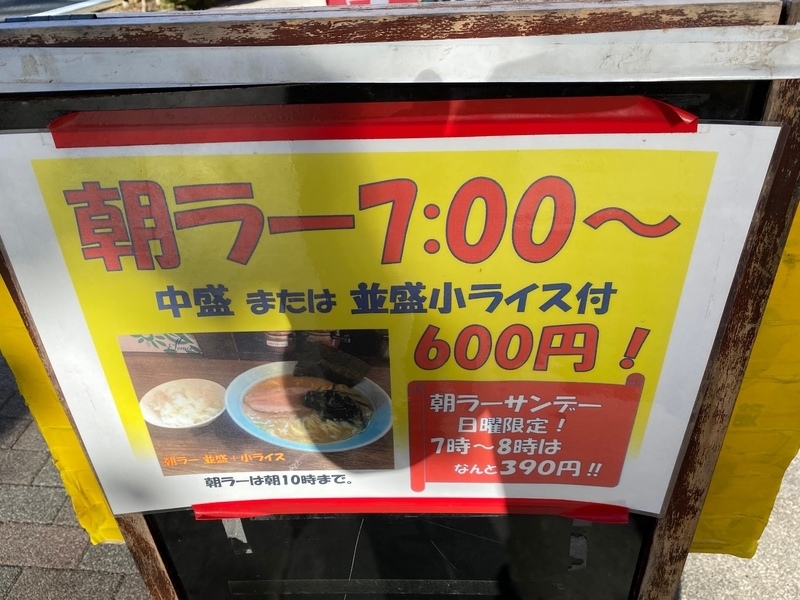 朝ラー7:00～
中盛 または 並盛小ライス付
600円！
朝ラーサンデー
日曜限定！
7時～8時は
なんと390円!!
朝ラー 並盛+小ライス
朝ラーは朝10時まで。